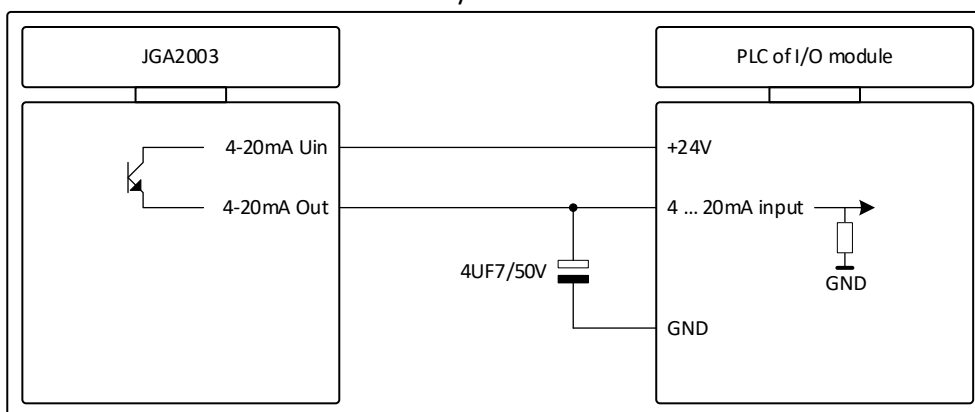 JGA2003
PLC of I/O module
4-20mA Uin
+24V
4-20mA Out
4 ... 20mA input
4UF7/50V
GND
GND